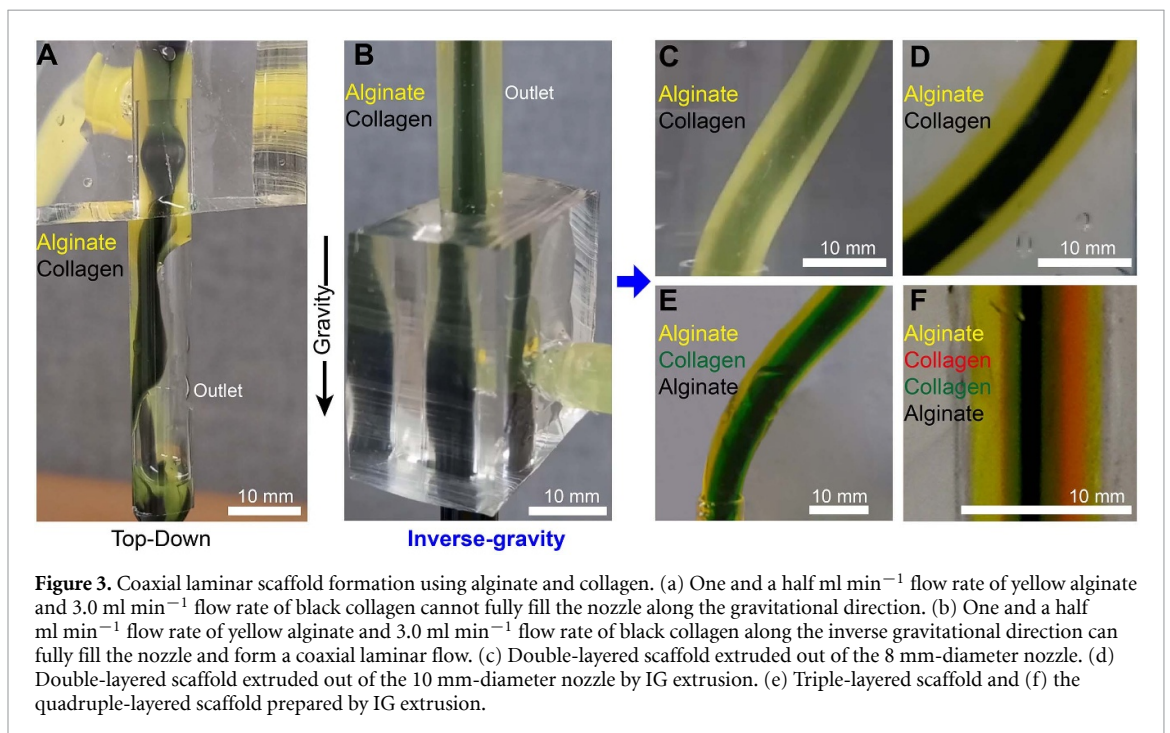 A
Alginate
Collagen
Outlet
10 mm
Top-Down
Gravity
B
Alginate
Collagen
Outlet
10 mm
Inverse-gravity
C
Alginate
Collagen
10 mm
D
Alginate
Collagen
10 mm
E
Alginate
Collagen
Alginate
10 mm
F
Alginate
Collagen
Collagen
Alginate
10 mm
Figure 3. Coaxial laminar scaffold formation using alginate and collagen. (a) One and a half ml min⁻¹ flow rate of yellow alginate
and 3.0 ml min⁻¹ flow rate of black collagen cannot fully fill the nozzle along the gravitational direction. (b) One and a half
ml min⁻¹ flow rate of yellow alginate and 3.0 ml min⁻¹ flow rate of black collagen along the inverse gravitational direction can
fully fill the nozzle and form a coaxial laminar flow. (c) Double-layered scaffold extruded out of the 8 mm-diameter nozzle. (d)
Double-layered scaffold extruded out of the 10 mm-diameter nozzle by IG extrusion. (e) Triple-layered scaffold and (f) the
quadruple-layered scaffold prepared by IG extrusion.